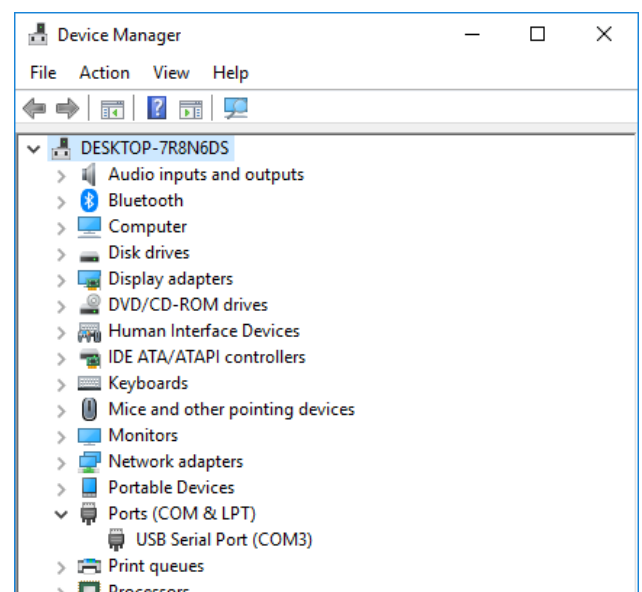 Device Manager
File Action View Help
DESKTOP-7R8N6DS
Audio inputs and outputs
Bluetooth
Computer
Disk drives
Display adapters
DVD/CD-ROM drives
Human Interface Devices
IDE ATA/ATAPI controllers
Keyboards
Mice and other pointing devices
Monitors
Network adapters
Portable Devices
Ports (COM & LPT)
USB Serial Port (COM3)
Print queues
Processors